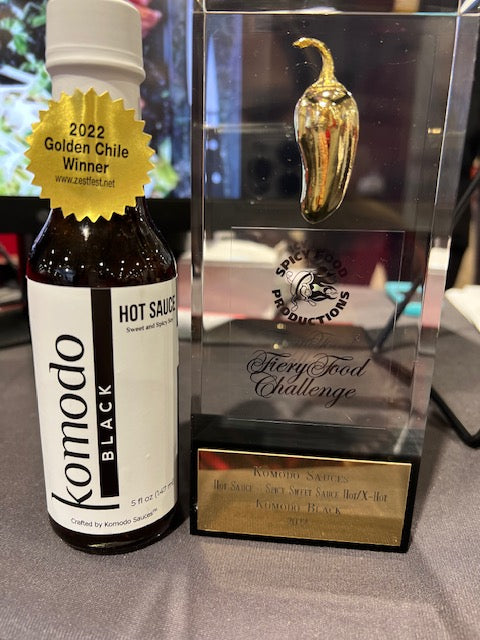 2022
Golden Chile
Winner
www.zestfest.net
HOT SAUCE
Sweet and Spicy
komodo
BLACK
5 fl oz (147 mL
Crafted by Komodo Sauces™
SPICY FOOD
PRODUCTIONS
Fiery Food
Challenge
Komodo Sauces
Hot Sauce - Spicy Sweet Sauce Hot/X-Hot
Komodo Black
2022